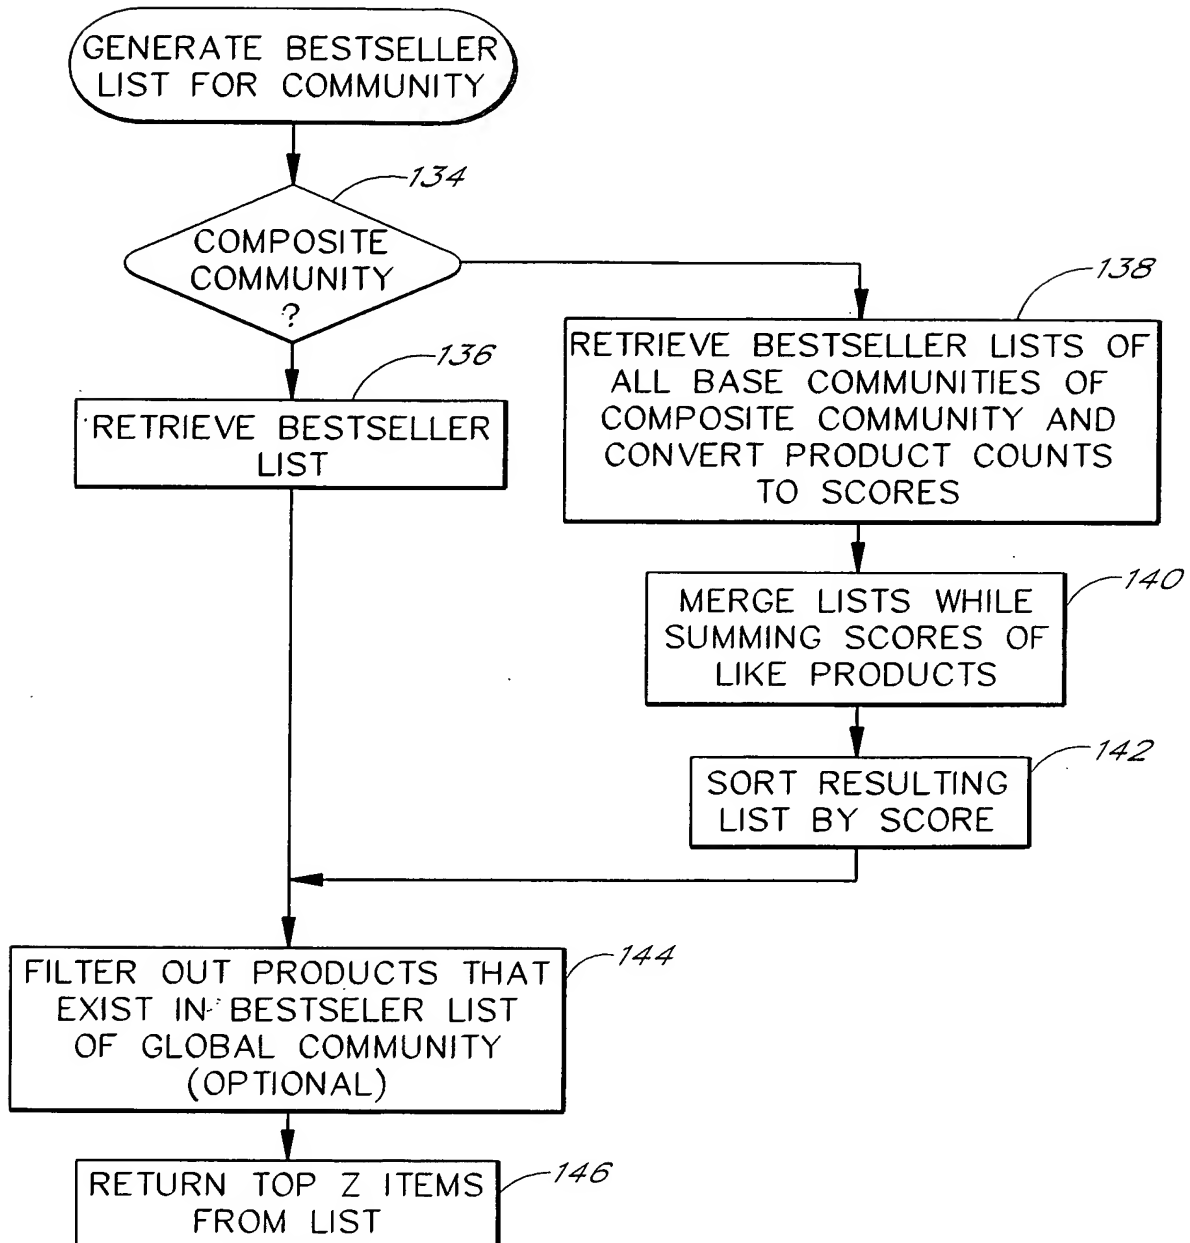 GENERATE BESTSELLER
LIST FOR COMMUNITY
134
COMPOSITE
COMMUNITY
?
136
RETRIEVE BESTSELLER
LIST
138
RETRIEVE BESTSELLER LISTS OF
ALL BASE COMMUNITIES OF
COMPOSITE COMMUNITY AND
CONVERT PRODUCT COUNTS
TO SCORES
140
MERGE LISTS WHILE
SUMMING SCORES OF
LIKE PRODUCTS
142
SORT RESULTING
LIST BY SCORE
144
FILTER OUT PRODUCTS THAT
EXIST IN BESTSELER LIST
OF GLOBAL COMMUNITY
(OPTIONAL)
146
RETURN TOP Z ITEMS
FROM LIST